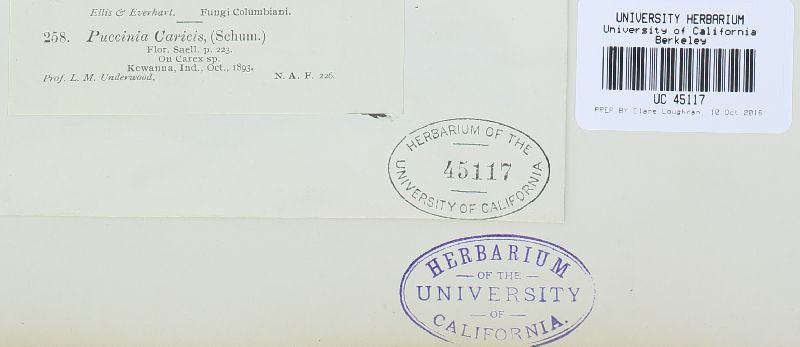 Ellis & Everhart. Fungi Columbiani.
258. Puccinia Caricis, (Schum.)
Flor. Saell. p. 223.
On Carex sp.
Kewanna, Ind., Oct., 1893.
Prof. L. M. Underwood. N. A. F. 226.
UNIVERSITY HERBARIUM
University of California
Berkeley
UC 45117
PREP BY Clare Loughran, 10 Oct 2016
HERBARIUM OF THE
45117
UNIVERSITY OF CALIFORNIA
HERBARIUM
OF THE
UNIVERSITY
OF
CALIFORNIA.